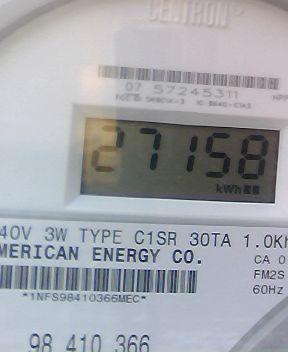 CENTRON®
07 57245311
27158
kWh
40V 3W TYPE C1SR 30TA 1.0Kh
MERICAN ENERGY CO.
CA 0
FM2S
60Hz
*1NFS98410366MEC*
98 410 366